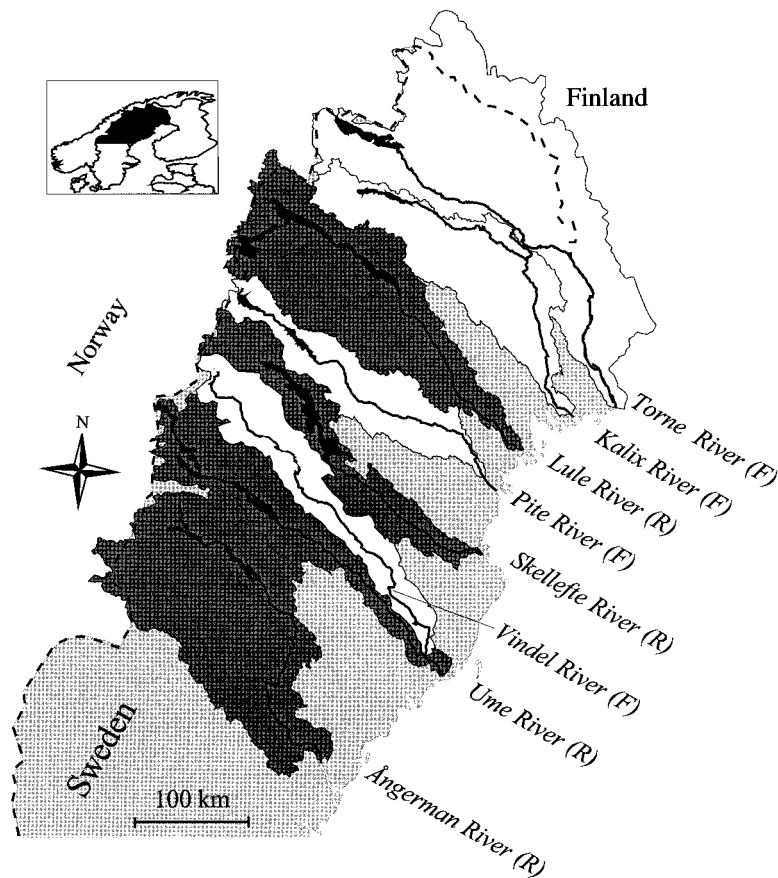 Finland
Norway
N
Torne River (F)
Kalix River (F)
Lule River (R)
Pite River (F)
Skellefte River (R)
Vindel River (F)
Ume River (R)
Sweden
100 km
Ångerman River (R)